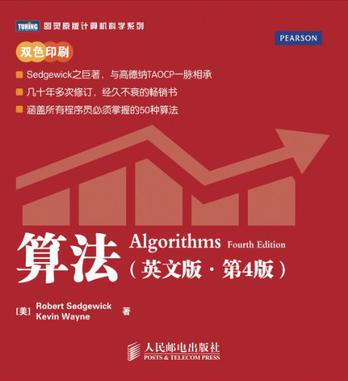 TURING 图灵原版计算机科学系列
PEARSON
双色印刷
Sedgewick之巨著，与高德纳TAOCP一脉相承
几十年多次修订，经久不衰的畅销书
涵盖所有程序员必须掌握的50种算法
算法 Algorithms Fourth Edition
（英文版·第4版）
[美] Robert Sedgewick
Kevin Wayne 著
人民邮电出版社
POSTS & TELECOM PRESS